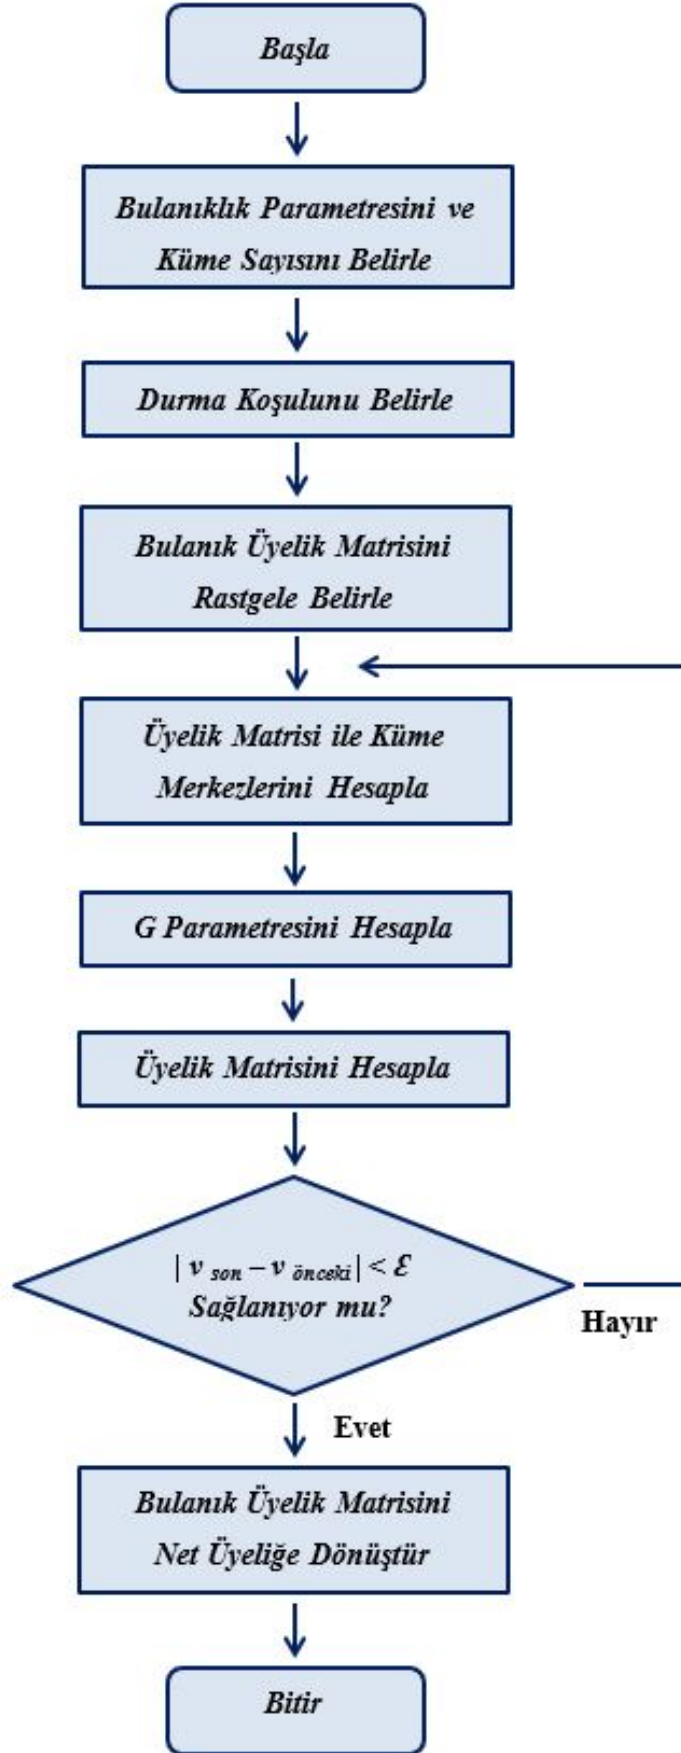 Başla
Bulanıklık Parametresini ve
Küme Sayısını Belirle
Durma Koşulunu Belirle
Bulanık Üyelik Matrisini
Rastgele Belirle
Üyelik Matrisi ile Küme
Merkezlerini Hesapla
G Parametresini Hesapla
Üyelik Matrisini Hesapla
| v son – v önceki | < ε
Sağlanıyor mu?
Hayır
Evet
Bulanık Üyelik Matrisini
Net Üyeliğe Dönüştür
Bitir